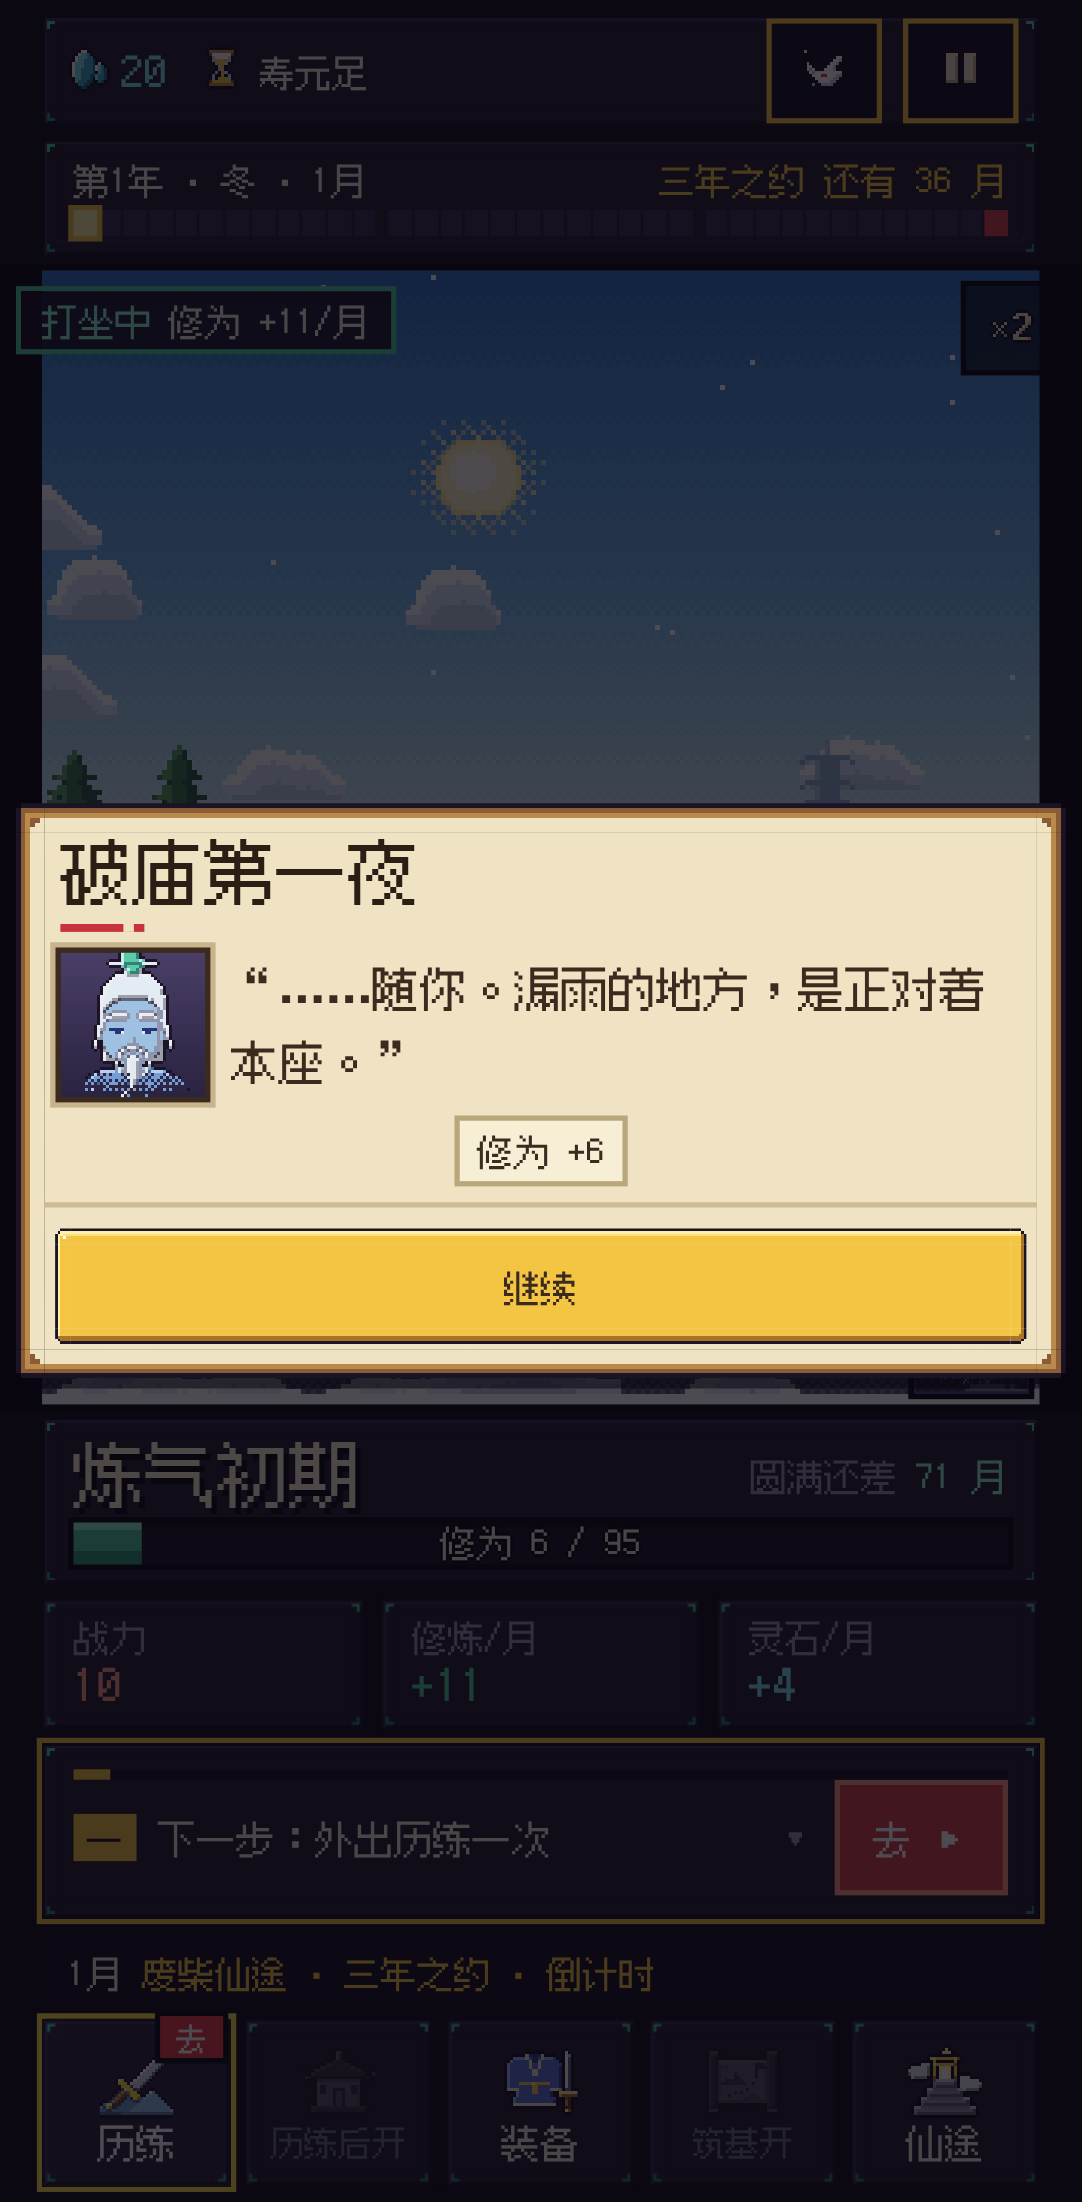 20 寿元足
第1年 · 冬 · 1月
三年之约 还有 36 月
打坐中 修为 +11/月
×2
破庙第一夜
“……随你。漏雨的地方，是正对着
本座。”
修为 +6
继续
炼气初期
圆满还差 71 月
修为 6 / 95
战力
10
修炼/月
+11
灵石/月
+4
一 下一步：外出历练一次
去
1月 废柴仙途 · 三年之约 · 倒计时
去
历练
历练后开
装备
筑基开
仙途